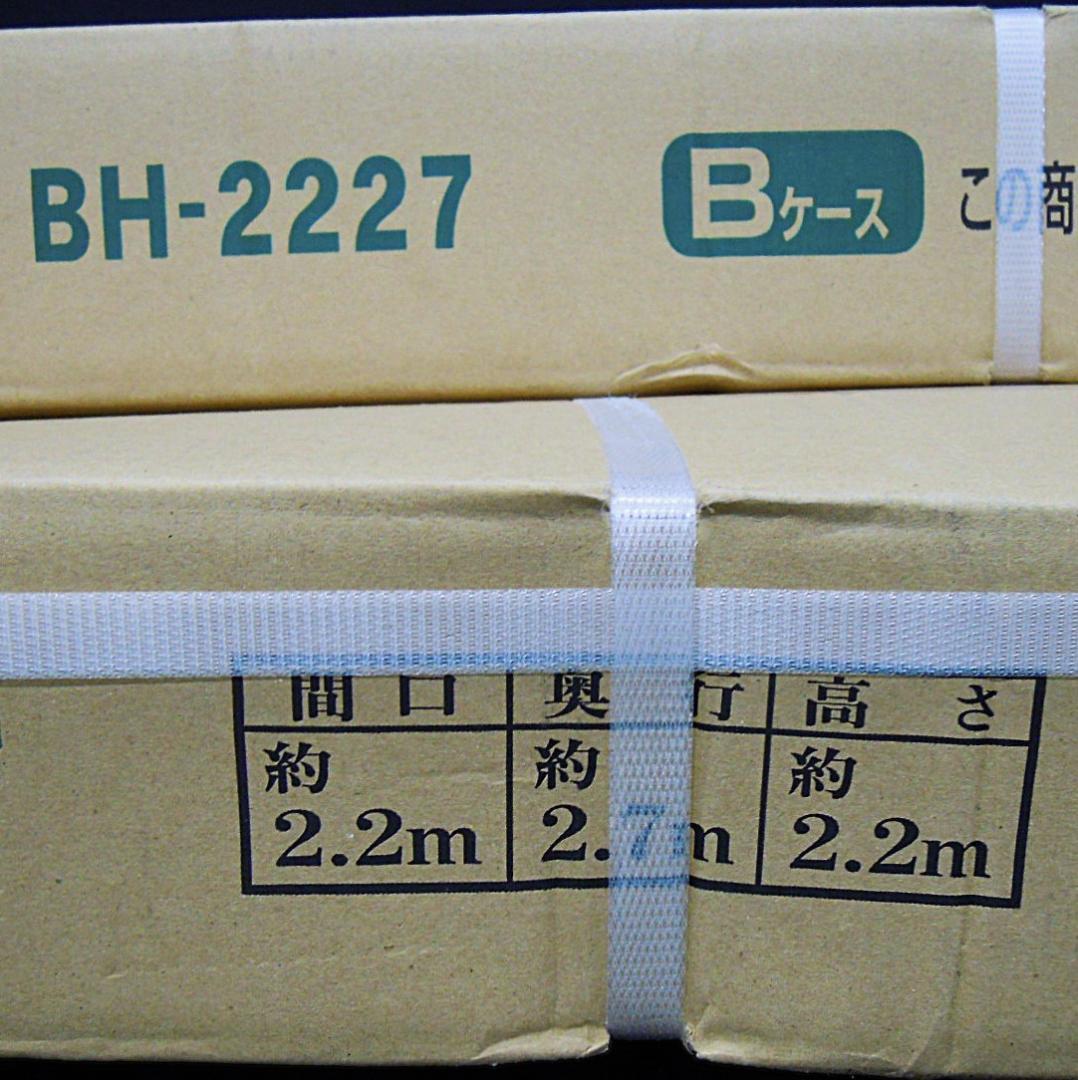 BH-2227
Bケース
この商
間口 奥行 高さ
約 約 約
2.2m 2.7m 2.2m